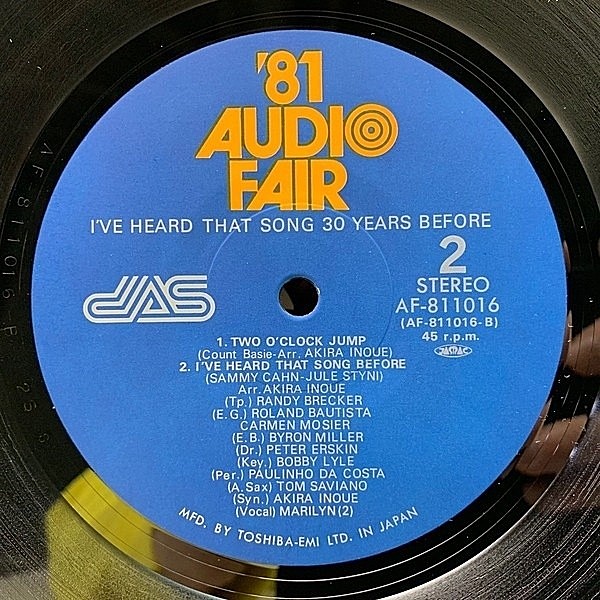 '81
AUDIO
FAIR
I'VE HEARD THAT SONG 30 YEARS BEFORE
2
STEREO
JAS
AF-811016
(AF-811016-B)
45 r.p.m.
JASRAC
1. TWO O'CLOCK JUMP
(Count Basie-Arr. AKIRA INOUE)
2. I'VE HEARD THAT SONG BEFORE
(SAMMY CAHN-JULE STYNI)
Arr. AKIRA INOUE
(Tp.) RANDY BRECKER
(E.G.) ROLAND BAUTISTA
CARMEN MOSIER
(E.B.) BYRON MILLER
(Dr.) PETER ERSKIN
(Key.) BOBBY LYLE
(Per.) PAULINHO DA COSTA
(A. Sax) TOM SAVIANO
(Syn.) AKIRA INOUE
(Vocal) MARILYN (2)
MFD. BY TOSHIBA-EMI LTD. IN JAPAN